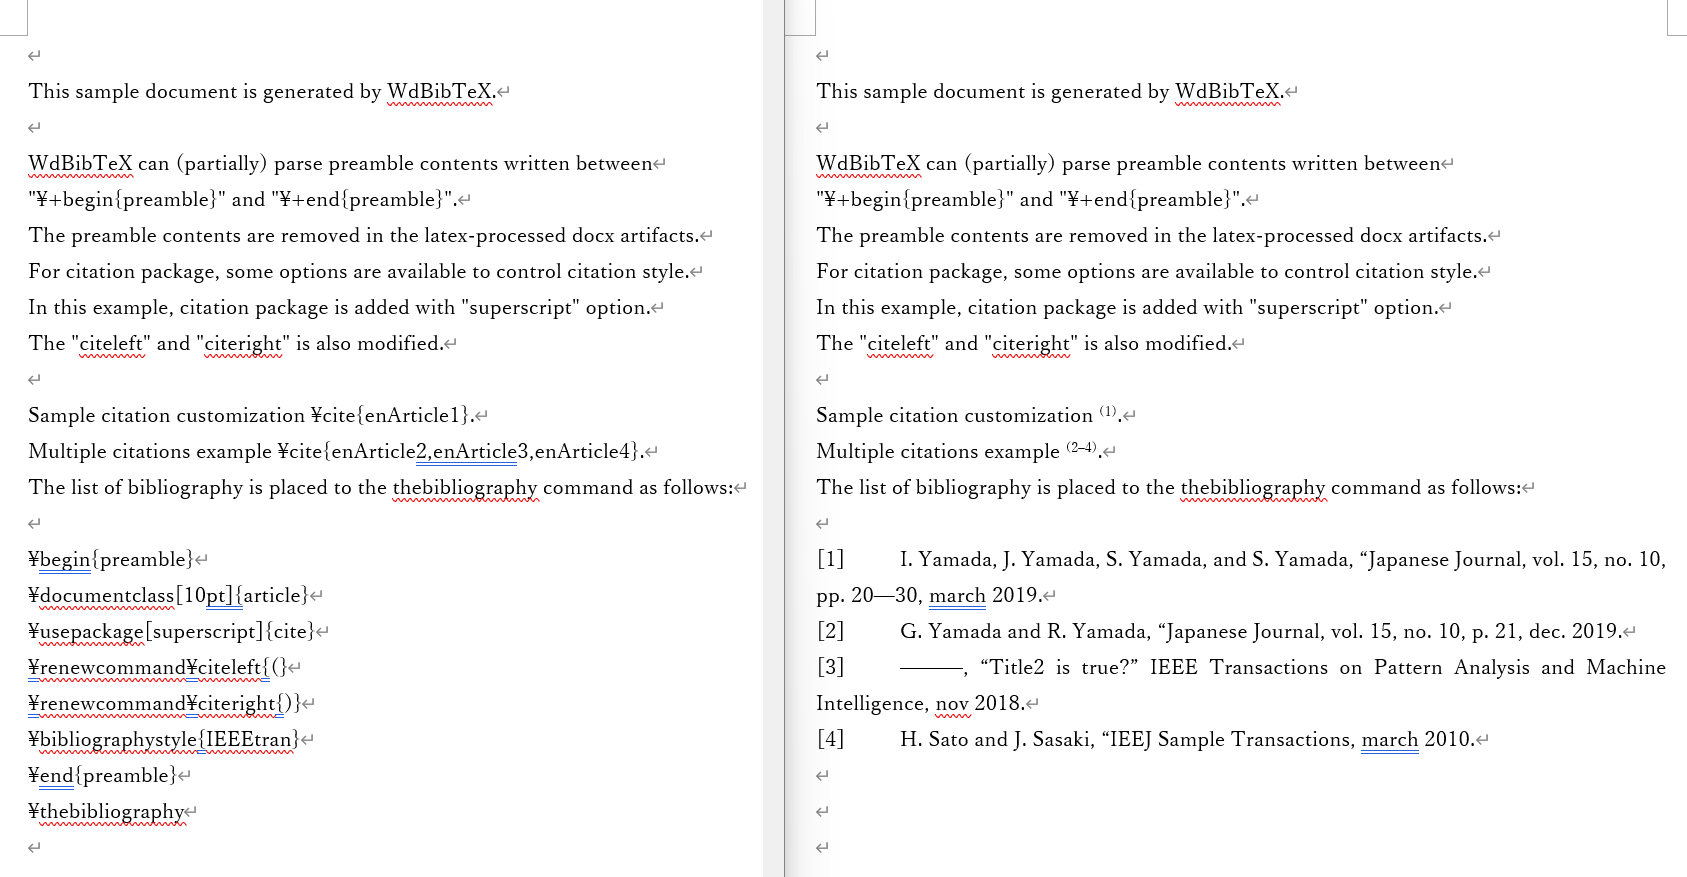 This sample document is generated by WdBibTeX.↵
WdBibTeX can (partially) parse preamble contents written between↵
"¥+begin{preamble}" and "¥+end{preamble}".↵
The preamble contents are removed in the latex-processed docx artifacts.↵
For citation package, some options are available to control citation style.↵
In this example, citation package is added with "superscript" option.↵
The "citeleft" and "citeright" is also modified.↵
Sample citation customization ¥cite{enArticle1}.↵
Multiple citations example ¥cite{enArticle2,enArticle3,enArticle4}.↵
The list of bibliography is placed to the thebibliography command as follows:↵
¥begin{preamble}↵
¥documentclass[10pt]{article}↵
¥usepackage[superscript]{cite}↵
¥renewcommand¥citeleft{(}↵
¥renewcommand¥citeright{)}↵
¥bibliographystyle{IEEEtran}↵
¥end{preamble}↵
¥thebibliography↵
This sample document is generated by WdBibTeX.↵
WdBibTeX can (partially) parse preamble contents written between↵
"¥+begin{preamble}" and "¥+end{preamble}".↵
The preamble contents are removed in the latex-processed docx artifacts.↵
For citation package, some options are available to control citation style.↵
In this example, citation package is added with "superscript" option.↵
The "citeleft" and "citeright" is also modified.↵
Sample citation customization (1).↵
Multiple citations example (2–4).↵
The list of bibliography is placed to the thebibliography command as follows:↵
[1] I. Yamada, J. Yamada, S. Yamada, and S. Yamada, “Japanese Journal, vol. 15, no. 10,
pp. 20—30, march 2019.↵
[2] G. Yamada and R. Yamada, “Japanese Journal, vol. 15, no. 10, p. 21, dec. 2019.↵
[3] ———, “Title2 is true?” IEEE Transactions on Pattern Analysis and Machine
Intelligence, nov 2018.↵
[4] H. Sato and J. Sasaki, “IEEJ Sample Transactions, march 2010.↵